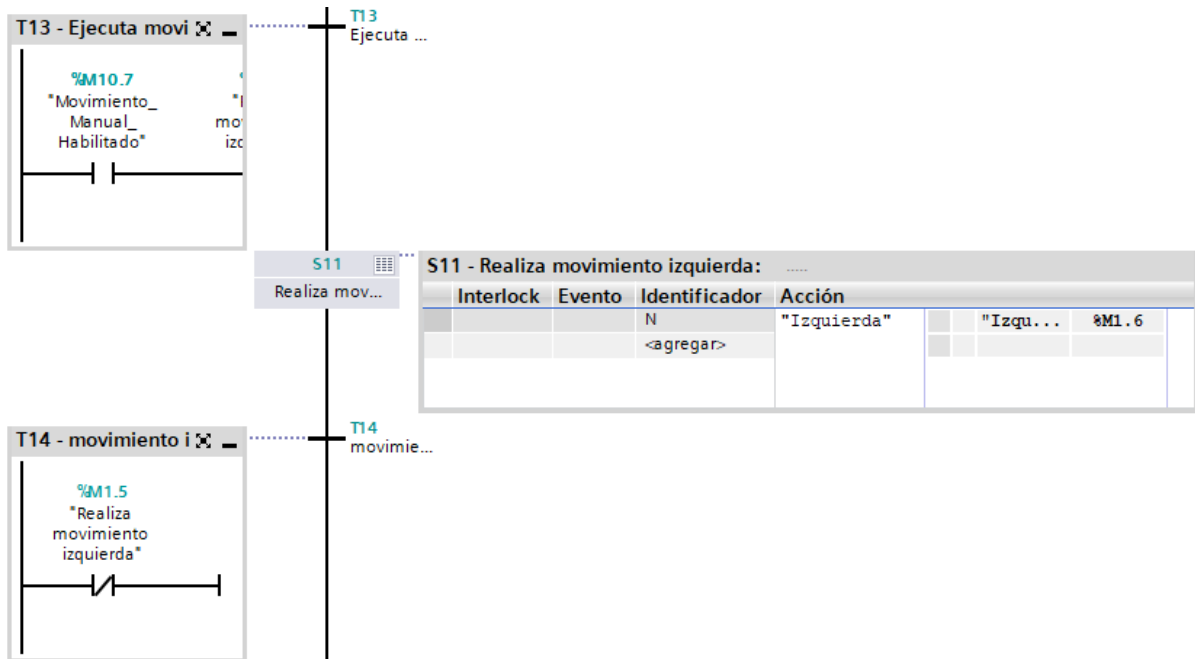 T13 - Ejecuta movi
T13
Ejecuta ...
%M10.7
"Movimiento_
Manual_
Habilitado"
S11
Realiza mov...
S11 - Realiza movimiento izquierda: .....
Interlock Evento Identificador Acción
N "Izquierda" "Izqu... %M1.6
<agregar>
T14 - movimiento i
T14
movimie...
%M1.5
"Realiza
movimiento
izquierda"